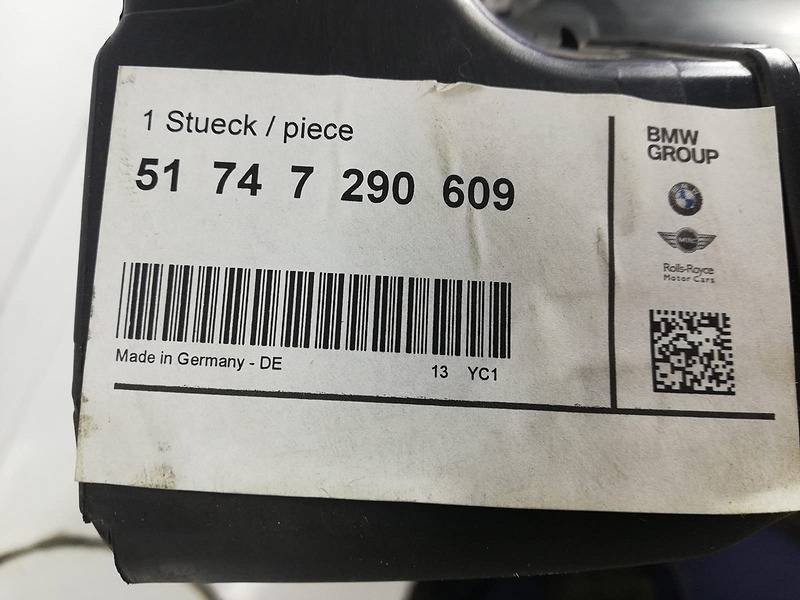 1 Stueck / piece
51 74 7 290 609
Made in Germany - DE
13 YC1
BMW
GROUP
MINI
Rolls-Royce
Motor Cars